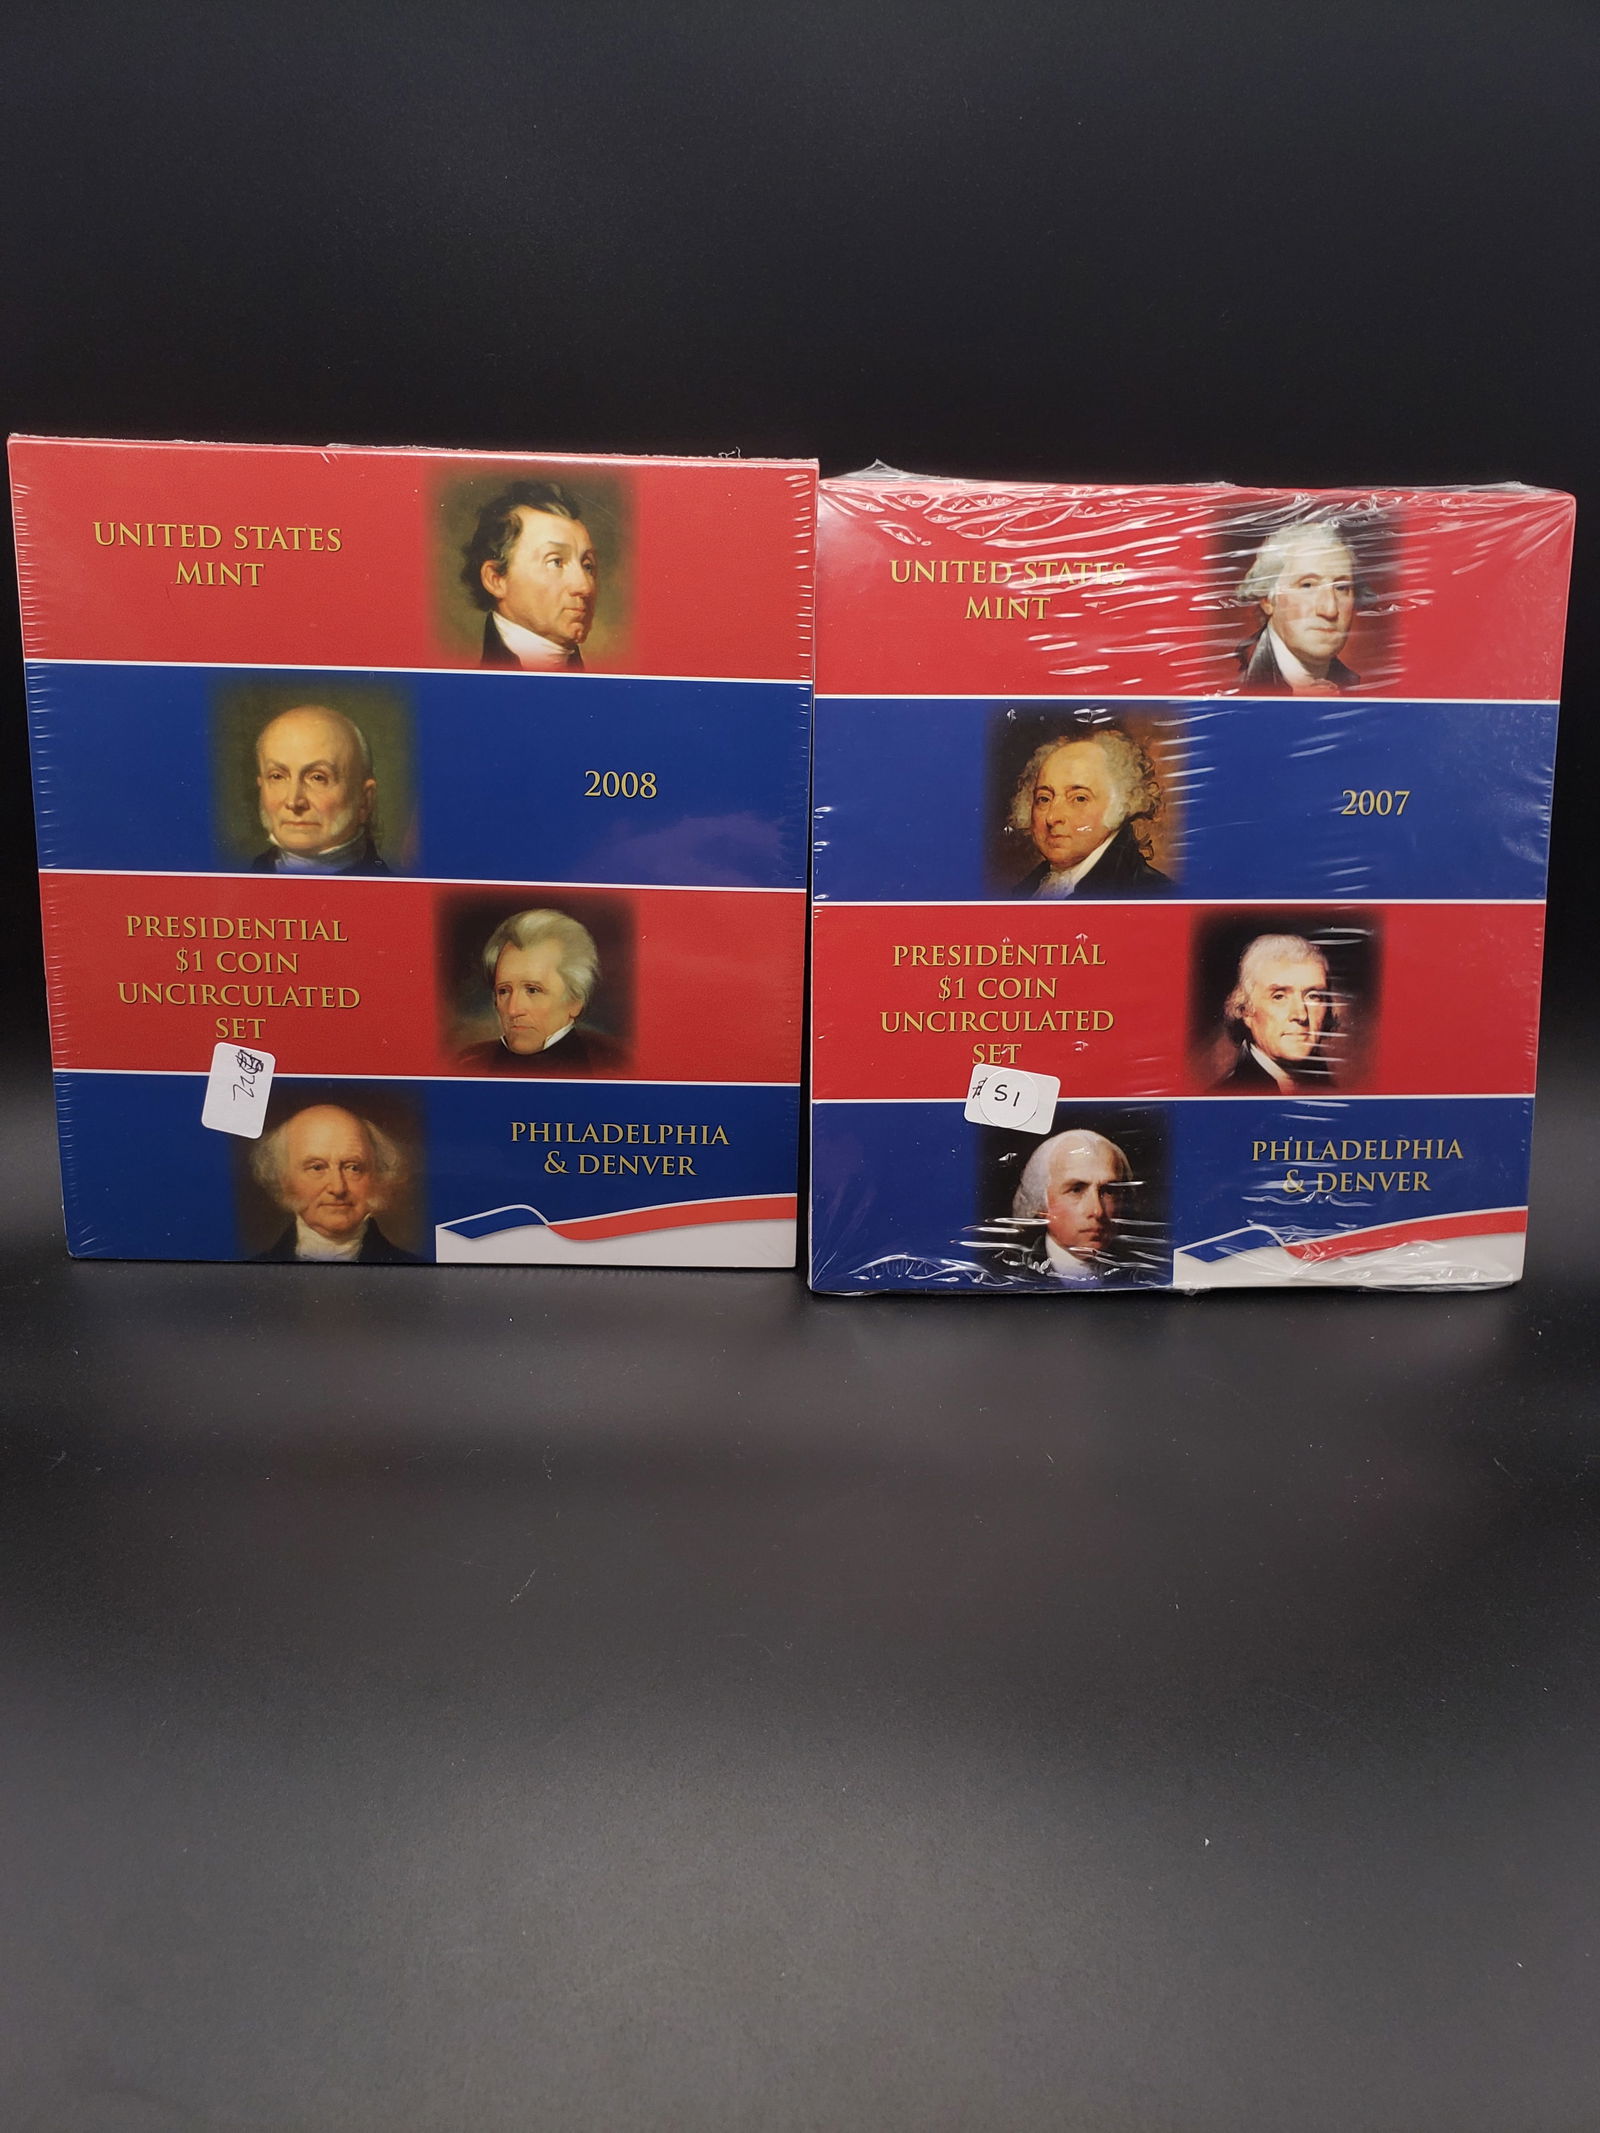 UNITED STATES
MINT
2008
PRESIDENTIAL
$1 COIN
UNCIRCULATED
SET
PHILADELPHIA
& DENVER
UNITED STATES
MINT
2007
PRESIDENTIAL
$1 COIN
UNCIRCULATED
SET
51
PHILADELPHIA
& DENVER